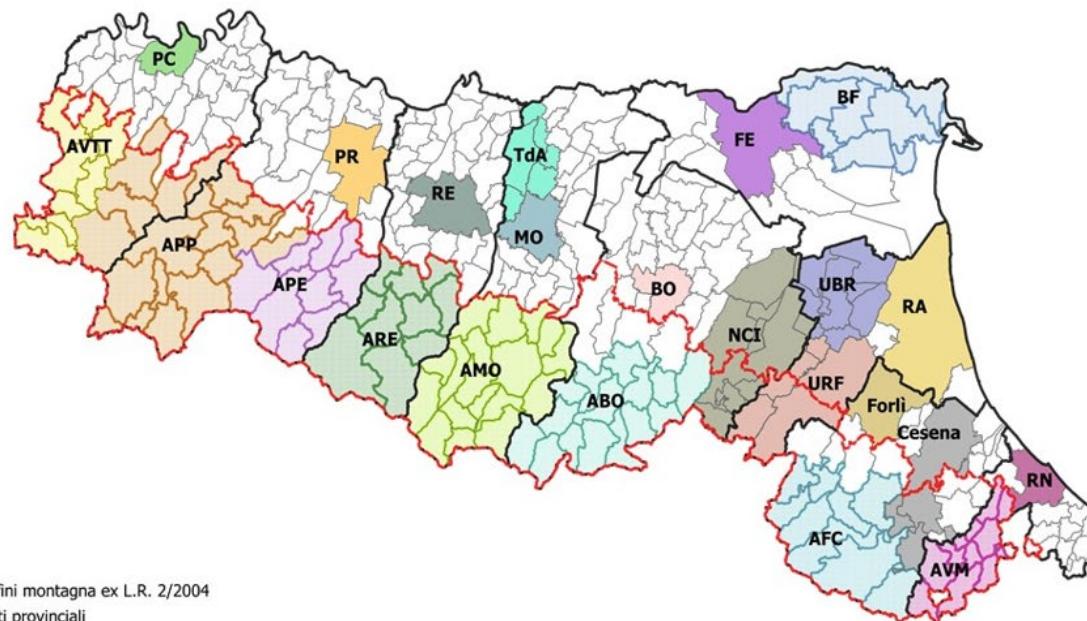 PC
BF
AVTT
FE
PR
TdA
RE
MO
APP
BO
UBR
APE
RA
NCI
ARE
AMO
URF
ABO
Forlì
Cesena
RN
AFC
AVM
fini montagna ex L.R. 2/2004
ti provinciali